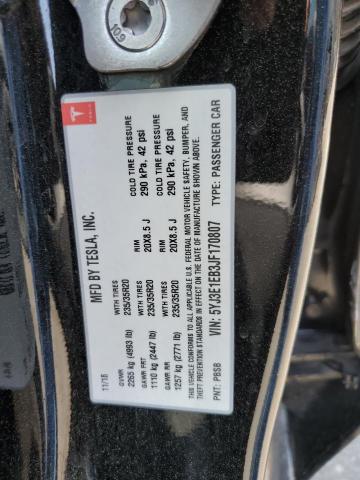 109
TESLA
MFD BY TESLA, INC.
11/18
GVWR
2265 kg (4993 lb)
GAWR FRT WITH TIRES RIM COLD TIRE PRESSURE
1110 kg (2447 lb) 235/35R20 20X8.5 J 290 kPa, 42 psi
GAWR RR WITH TIRES RIM COLD TIRE PRESSURE
1257 kg (2771 lb) 235/35R20 20X8.5 J 290 kPa, 42 psi
THIS VEHICLE CONFORMS TO ALL APPLICABLE U.S. FEDERAL MOTOR VEHICLE SAFETY, BUMPER, AND
THEFT PREVENTION STANDARDS IN EFFECT ON THE DATE OF MANUFACTURE SHOWN ABOVE.
VIN: 5YJ3E1EB3JF170807 TYPE: PASSENGER CAR
PNT: PBSB